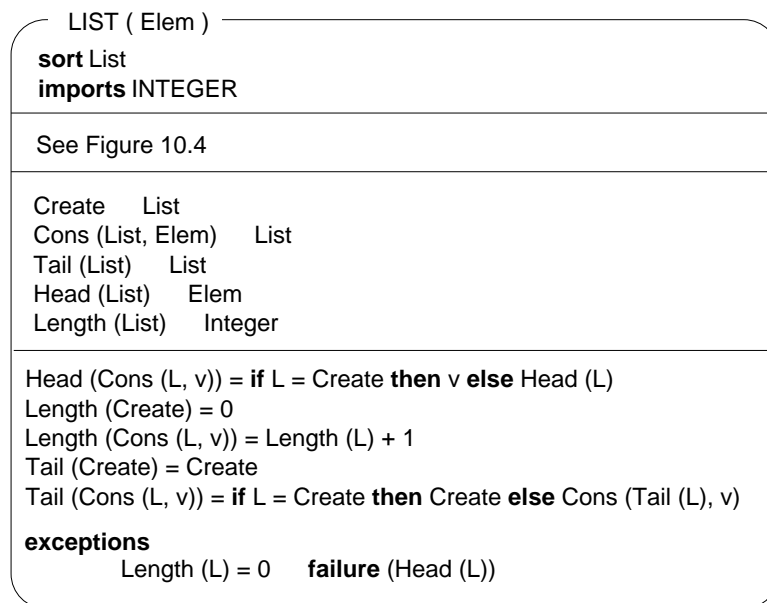 LIST ( Elem )
sort List
imports INTEGER
See Figure 10.4
Create List
Cons (List, Elem) List
Tail (List) List
Head (List) Elem
Length (List) Integer
Head (Cons (L, v)) = if L = Create then v else Head (L)
Length (Create) = 0
Length (Cons (L, v)) = Length (L) + 1
Tail (Create) = Create
Tail (Cons (L, v)) = if L = Create then Create else Cons (Tail (L), v)
exceptions
Length (L) = 0 failure (Head (L))